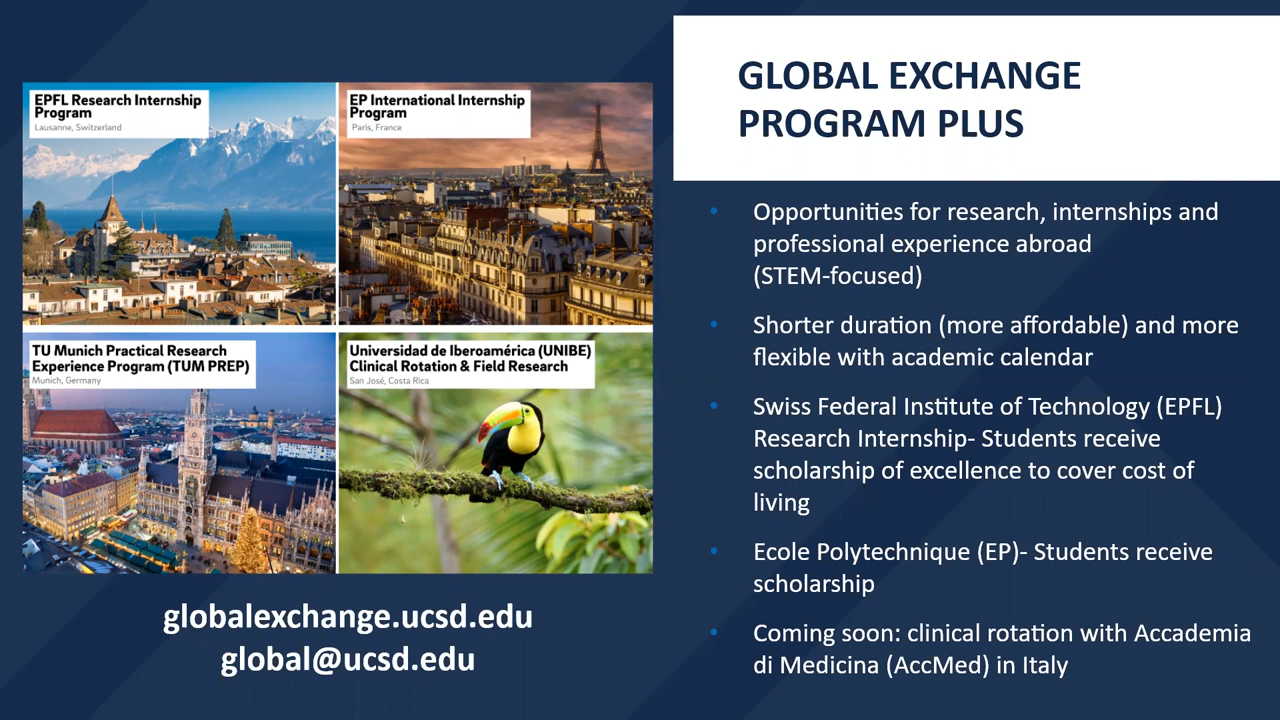 EPFL Research Internship
Program
Lausanne, Switzerland
EP International Internship
Program
Paris, France
TU Munich Practical Research
Experience Program (TUM PREP)
Munich, Germany
Universidad de Iberoamérica (UNIBE)
Clinical Rotation & Field Research
San José, Costa Rica
globalexchange.ucsd.edu
global@ucsd.edu
GLOBAL EXCHANGE
PROGRAM PLUS
• Opportunities for research, internships and
professional experience abroad
(STEM-focused)
• Shorter duration (more affordable) and more
flexible with academic calendar
• Swiss Federal Institute of Technology (EPFL)
Research Internship- Students receive
scholarship of excellence to cover cost of
living
• Ecole Polytechnique (EP)- Students receive
scholarship
• Coming soon: clinical rotation with Accademia
di Medicina (AccMed) in Italy